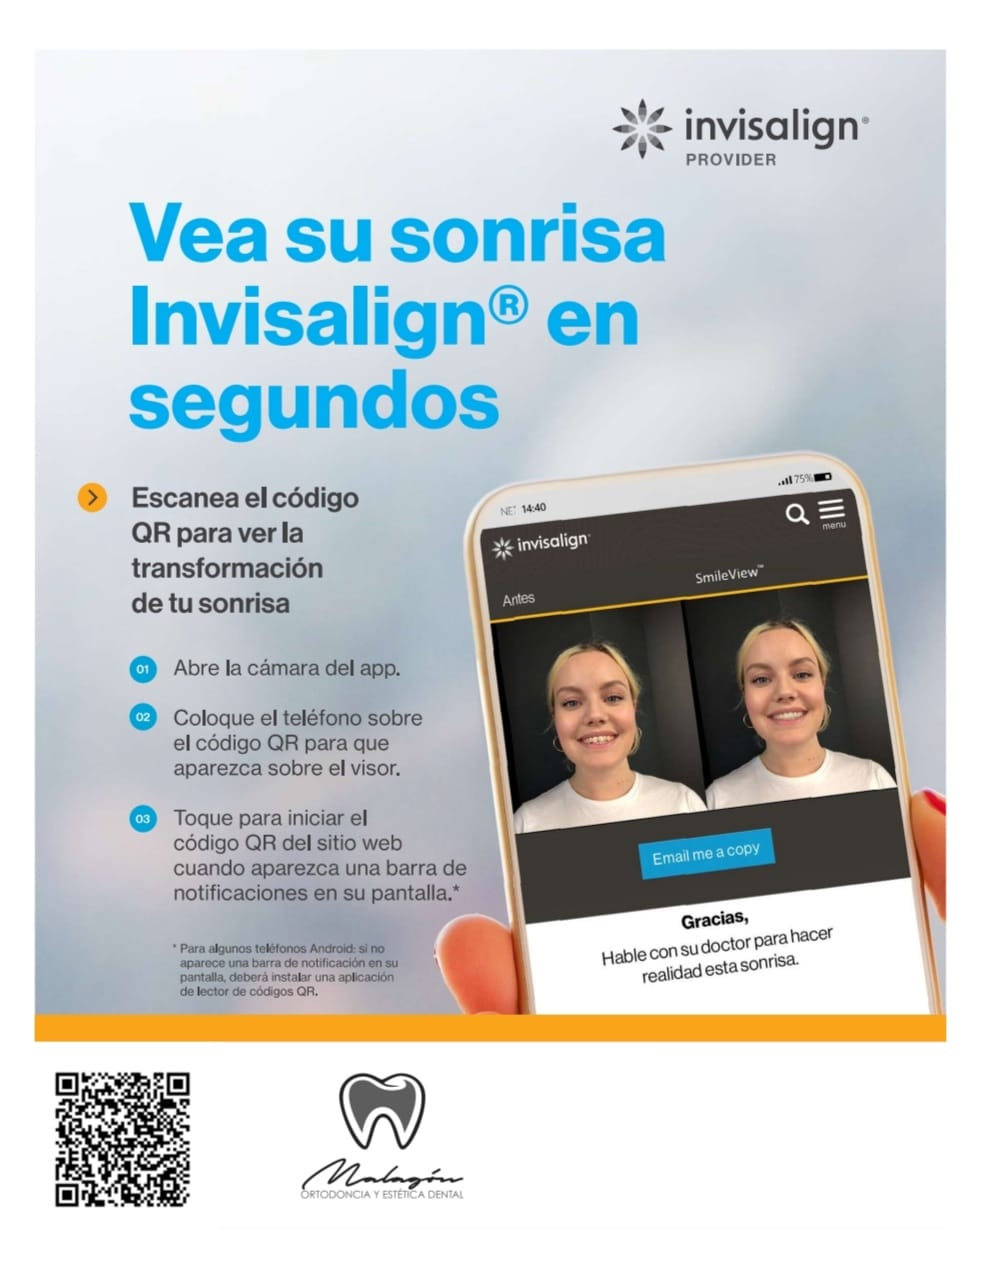 invisalign®
PROVIDER
Vea su sonrisa
Invisalign® en
segundos
Escanea el código
QR para ver la
transformación
de tu sonrisa
01 Abre la cámara del app.
02 Coloque el teléfono sobre
el código QR para que
aparezca sobre el visor.
03 Toque para iniciar el
código QR del sitio web
cuando aparezca una barra de
notificaciones en su pantalla.*
* Para algunos teléfonos Android: si no
aparece una barra de notificación en su
pantalla, deberá instalar una aplicación
de lector de códigos QR.
NET 14:40 75%
invisalign®
menu
SmileView™
Antes
Email me a copy
Gracias,
Hable con su doctor para hacer
realidad esta sonrisa.
Malagón
ORTODONCIA Y ESTÉTICA DENTAL